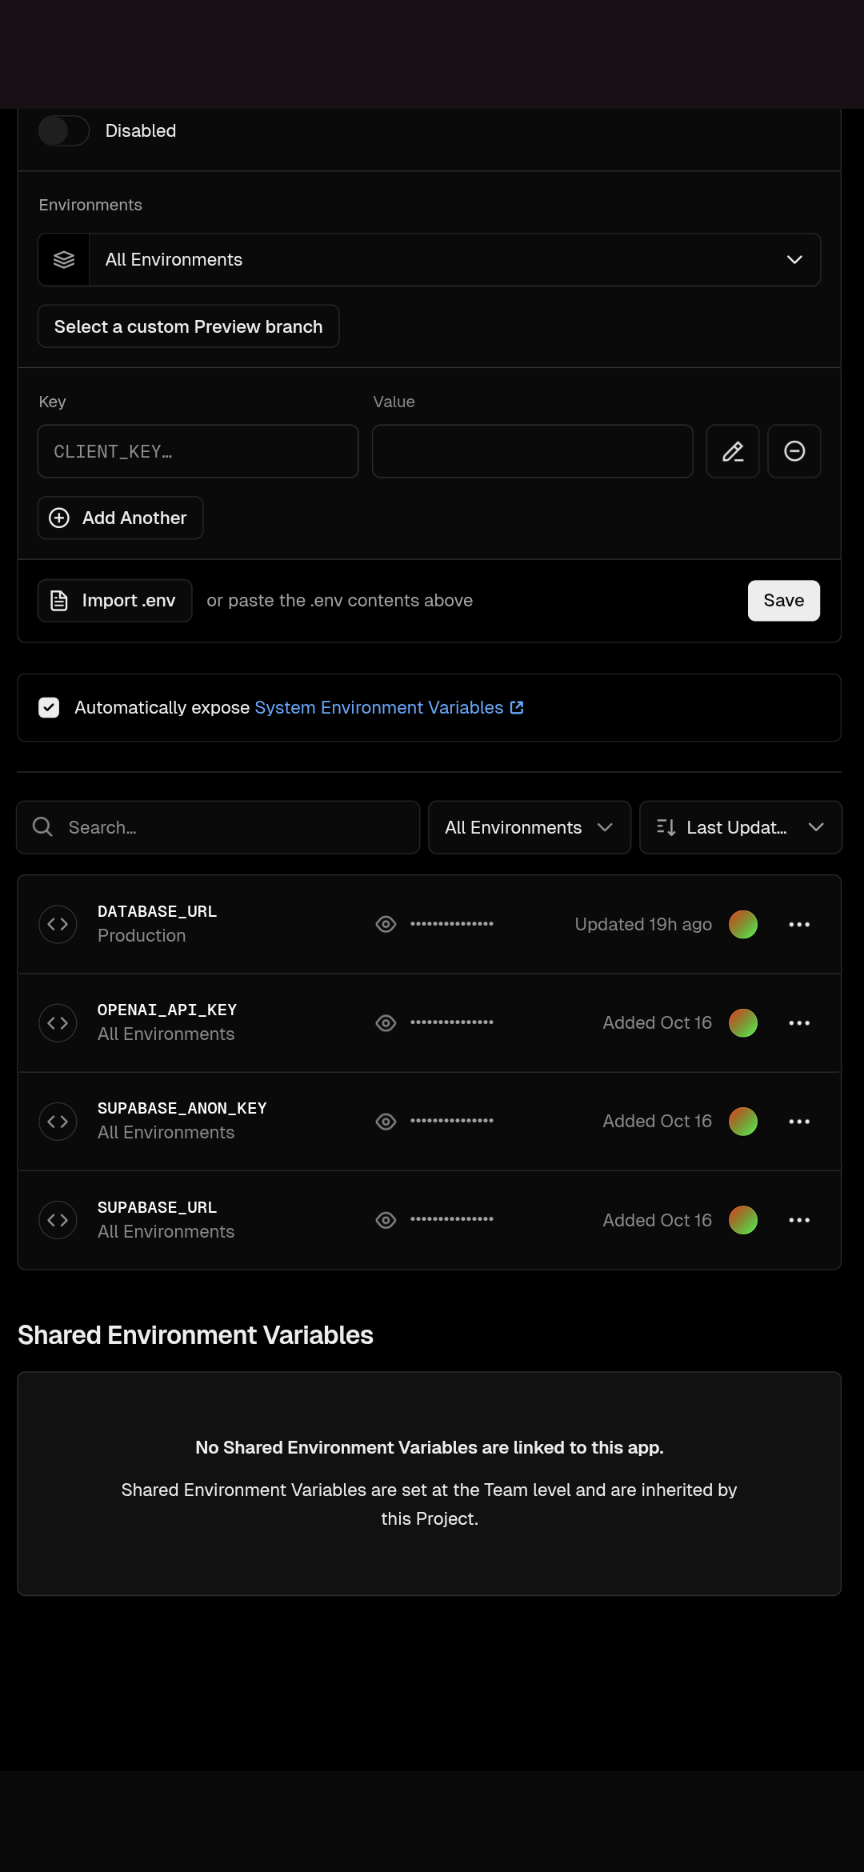 Disabled
Environments
All Environments
Select a custom Preview branch
Key Value
CLIENT_KEY...
Add Another
Import .env or paste the .env contents above Save
Automatically expose System Environment Variables
Search... All Environments Last Updat...
DATABASE_URL
Production
•••••••••••••••
Updated 19h ago
OPENAI_API_KEY
All Environments
•••••••••••••••
Added Oct 16
SUPABASE_ANON_KEY
All Environments
•••••••••••••••
Added Oct 16
SUPABASE_URL
All Environments
•••••••••••••••
Added Oct 16
Shared Environment Variables
No Shared Environment Variables are linked to this app.
Shared Environment Variables are set at the Team level and are inherited by
this Project.